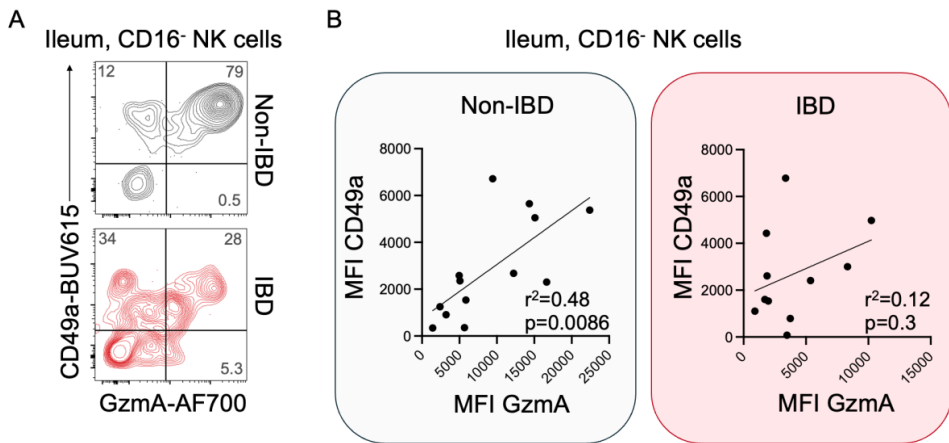 A
Ileum, CD16⁻ NK cells
12
79
0.5
Non-IBD
34
28
5.3
IBD
CD49a-BUV615
GzmA-AF700
B
Ileum, CD16⁻ NK cells
Non-IBD
MFI CD49a
8000
6000
4000
2000
0
r²=0.48
p=0.0086
0
5000
10000
15000
20000
25000
MFI GzmA
IBD
MFI CD49a
8000
6000
4000
2000
0
r²=0.12
p=0.3
0
5000
10000
15000
MFI GzmA